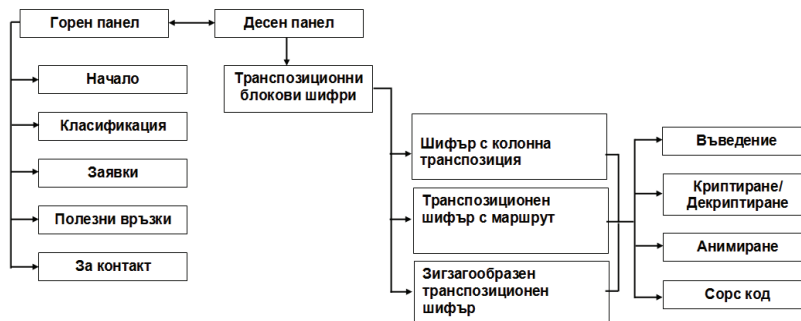 Горен панел
Десен панел
Начало
Класификация
Заявки
Полезни връзки
За контакт
Транспозиционни
блокови шифри
Шифър с колонна
транспозиция
Транспозиционен
шифър с маршрут
Зигзагообразен
транспозиционен
шифър
Въведение
Криптиране/
Декриптиране
Анимиране
Сорс код